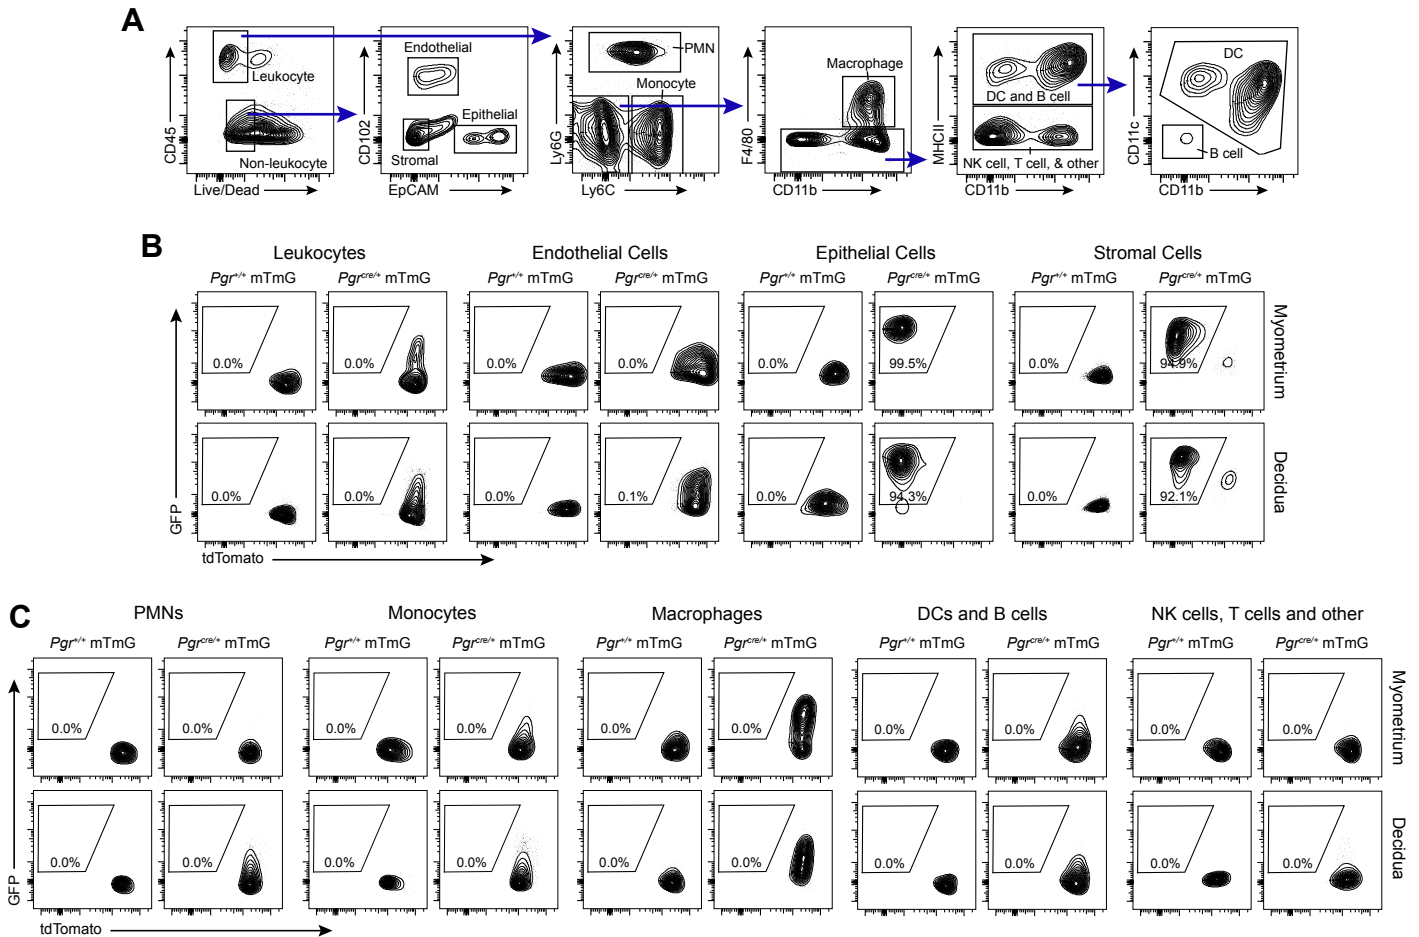 A
CD45
Leukocyte
Non-leukocyte
Live/Dead
CD102
Endothelial
Epithelial
Stromal
EpCAM
Ly6G
PMN
Monocyte
Ly6C
F4/80
Macrophage
CD11b
MHCII
DC and B cell
NK cell, T cell, & other
CD11b
CD11c
DC
B cell
CD11b
B
Leukocytes
Endothelial Cells
Epithelial Cells
Stromal Cells
Pgr+/+ mTmG
Pgrcre/+ mTmG
Pgr+/+ mTmG
Pgrcre/+ mTmG
Pgr+/+ mTmG
Pgrcre/+ mTmG
Pgr+/+ mTmG
Pgrcre/+ mTmG
0.0%
0.0%
0.0%
0.0%
0.0%
99.5%
0.0%
94.9%
Myometrium
0.0%
0.0%
0.0%
0.1%
0.0%
94.3%
0.0%
92.1%
Decidua
GFP
tdTomato
C
PMNs
Monocytes
Macrophages
DCs and B cells
NK cells, T cells and other
Pgr+/+ mTmG
Pgrcre/+ mTmG
Pgr+/+ mTmG
Pgrcre/+ mTmG
Pgr+/+ mTmG
Pgrcre/+ mTmG
Pgr+/+ mTmG
Pgrcre/+ mTmG
Pgr+/+ mTmG
Pgrcre/+ mTmG
0.0%
0.0%
0.0%
0.0%
0.0%
0.0%
0.0%
0.0%
0.0%
0.0%
Myometrium
0.0%
0.0%
0.0%
0.0%
0.0%
0.0%
0.0%
0.0%
0.0%
0.0%
Decidua
GFP
tdTomato